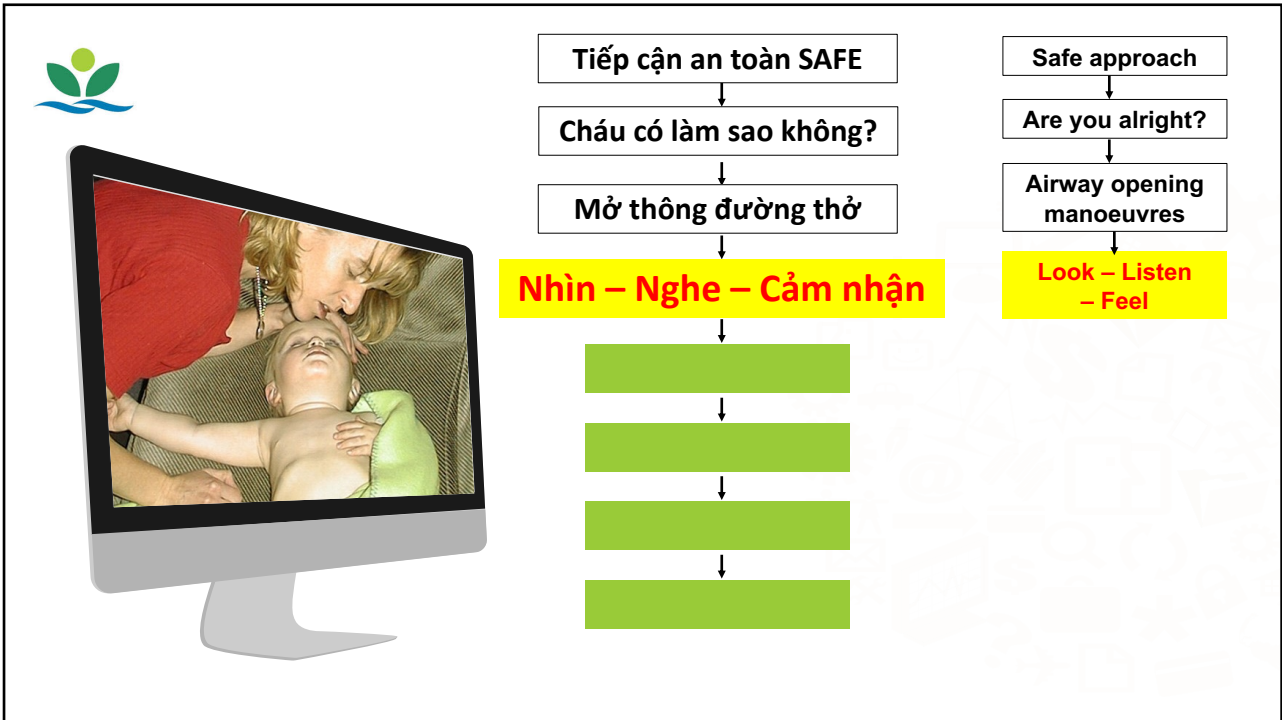 Tiếp cận an toàn SAFE
Cháu có làm sao không?
Mở thông đường thở
Nhìn – Nghe – Cảm nhận
Safe approach
Are you alright?
Airway opening
manoeuvres
Look – Listen
– Feel